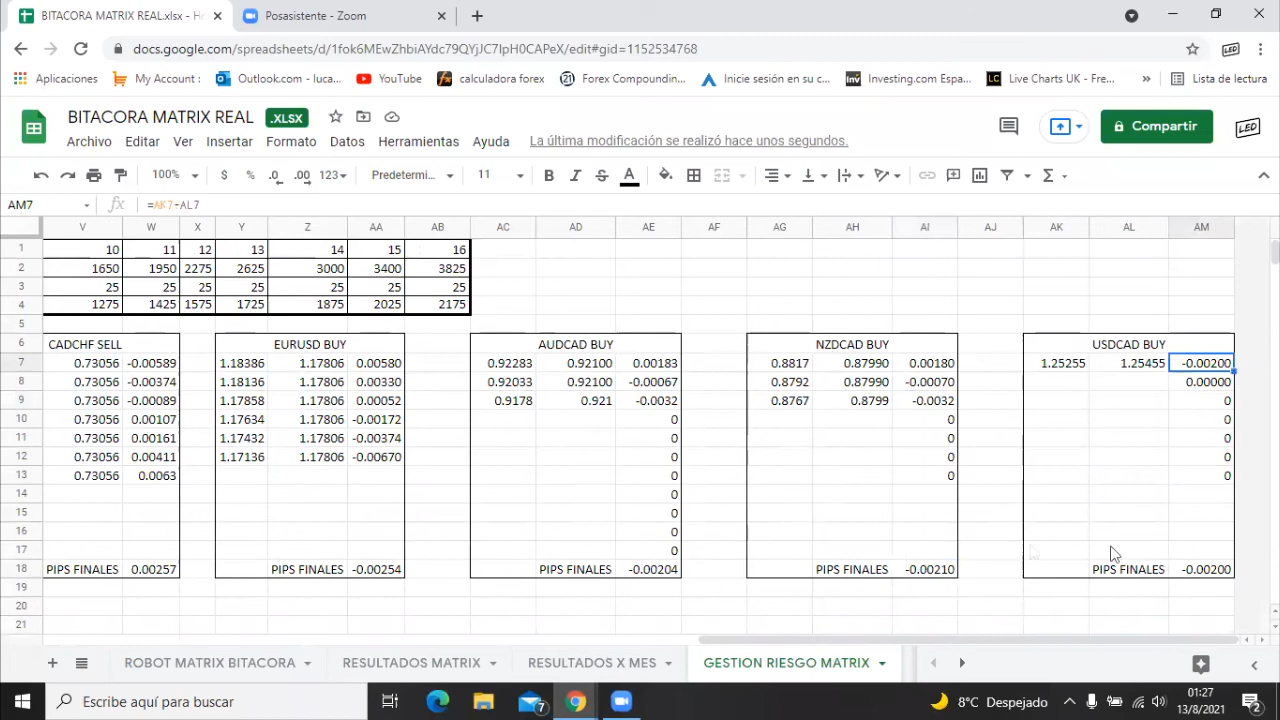 BITACORA MATRIX REAL.xlsx - Ho
Posasistente - Zoom
docs.google.com/spreadsheets/d/1fok6MEwZhbiAYdc79QYjJC7IpH0CAPeX/edit#gid=1152534768
Aplicaciones
My Account :
Outlook.com - luca...
YouTube
fx calculadora forex
21 Forex Compoundin...
Inicie sesión en su c...
Inv Investing.com Espa...
LC Live Charts UK - Fre...
»
Lista de lectura
BITACORA MATRIX REAL .XLSX
Compartir
LED
Archivo Editar Ver Insertar Formato Datos Herramientas Ayuda La última modificación se realizó hace unos segundos.
100% $ % .0 .00 123 Predetermi... 11 B I S A Σ
AM7 fx =AK7-AL7
V W X Y Z AA AB AC AD AE AF AG AH AI AJ AK AL AM
1 10 11 12 13 14 15 16
2 1650 1950 2275 2625 3000 3400 3825
3 25 25 25 25 25 25 25
4 1275 1425 1575 1725 1875 2025 2175
5
6 CADCHF SELL EURUSD BUY AUDCAD BUY NZDCAD BUY USDCAD BUY
7 0.73056 -0.00589 1.18386 1.17806 0.00580 0.92283 0.92100 0.00183 0.8817 0.87990 0.00180 1.25255 1.25455 -0.00200
8 0.73056 -0.00374 1.18136 1.17806 0.00330 0.92033 0.92100 -0.00067 0.8792 0.87990 -0.00070 0.00000
9 0.73056 -0.00089 1.17858 1.17806 0.00052 0.9178 0.921 -0.0032 0.8767 0.8799 -0.0032 0
10 0.73056 0.00107 1.17634 1.17806 -0.00172 0 0 0
11 0.73056 0.00161 1.17432 1.17806 -0.00374 0 0 0
12 0.73056 0.00411 1.17136 1.17806 -0.00670 0 0 0
13 0.73056 0.0063 0 0 0
14 0
15 0
16 0
17 0
18 PIPS FINALES 0.00257 PIPS FINALES -0.00254 PIPS FINALES -0.00204 PIPS FINALES -0.00210 PIPS FINALES -0.00200
19
20
21
ROBOT MATRIX BITACORA RESULTADOS MATRIX RESULTADOS X MES GESTION RIESGO MATRIX
Escribe aquí para buscar
7
8°C Despejado
01:27
13/8/2021
2